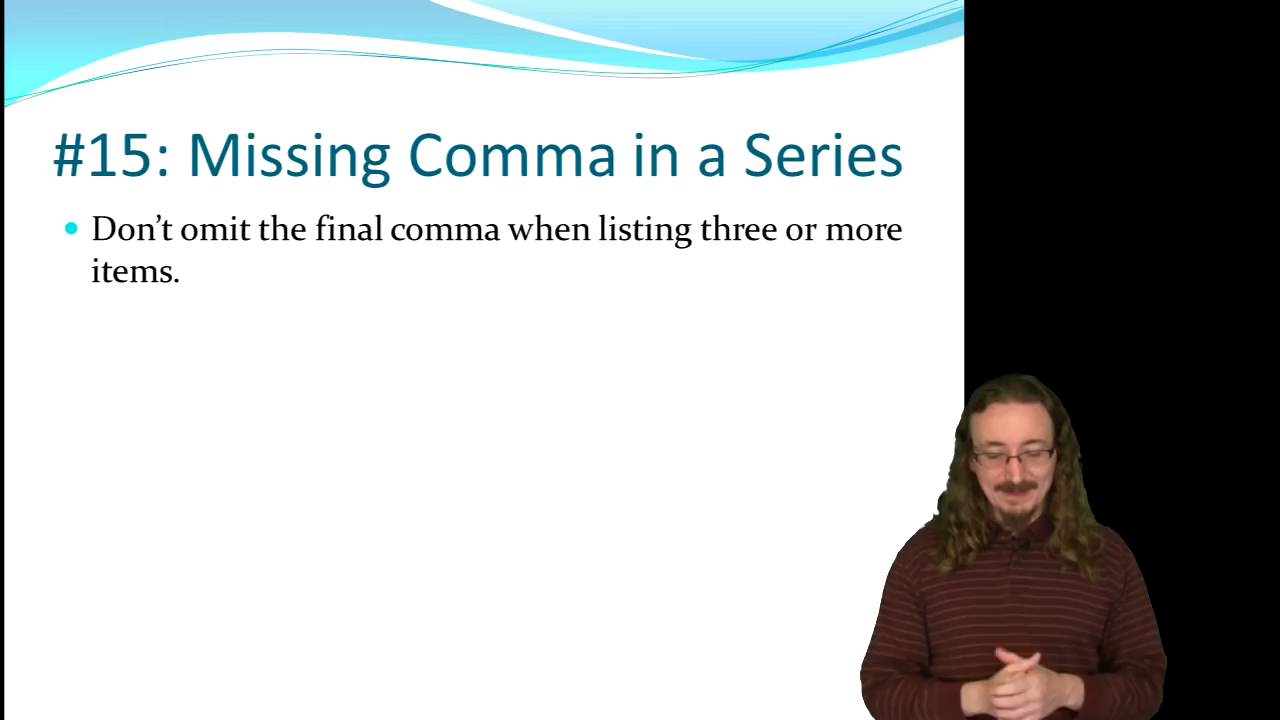 #15: Missing Comma in a Series
Don’t omit the final comma when listing three or more
items.